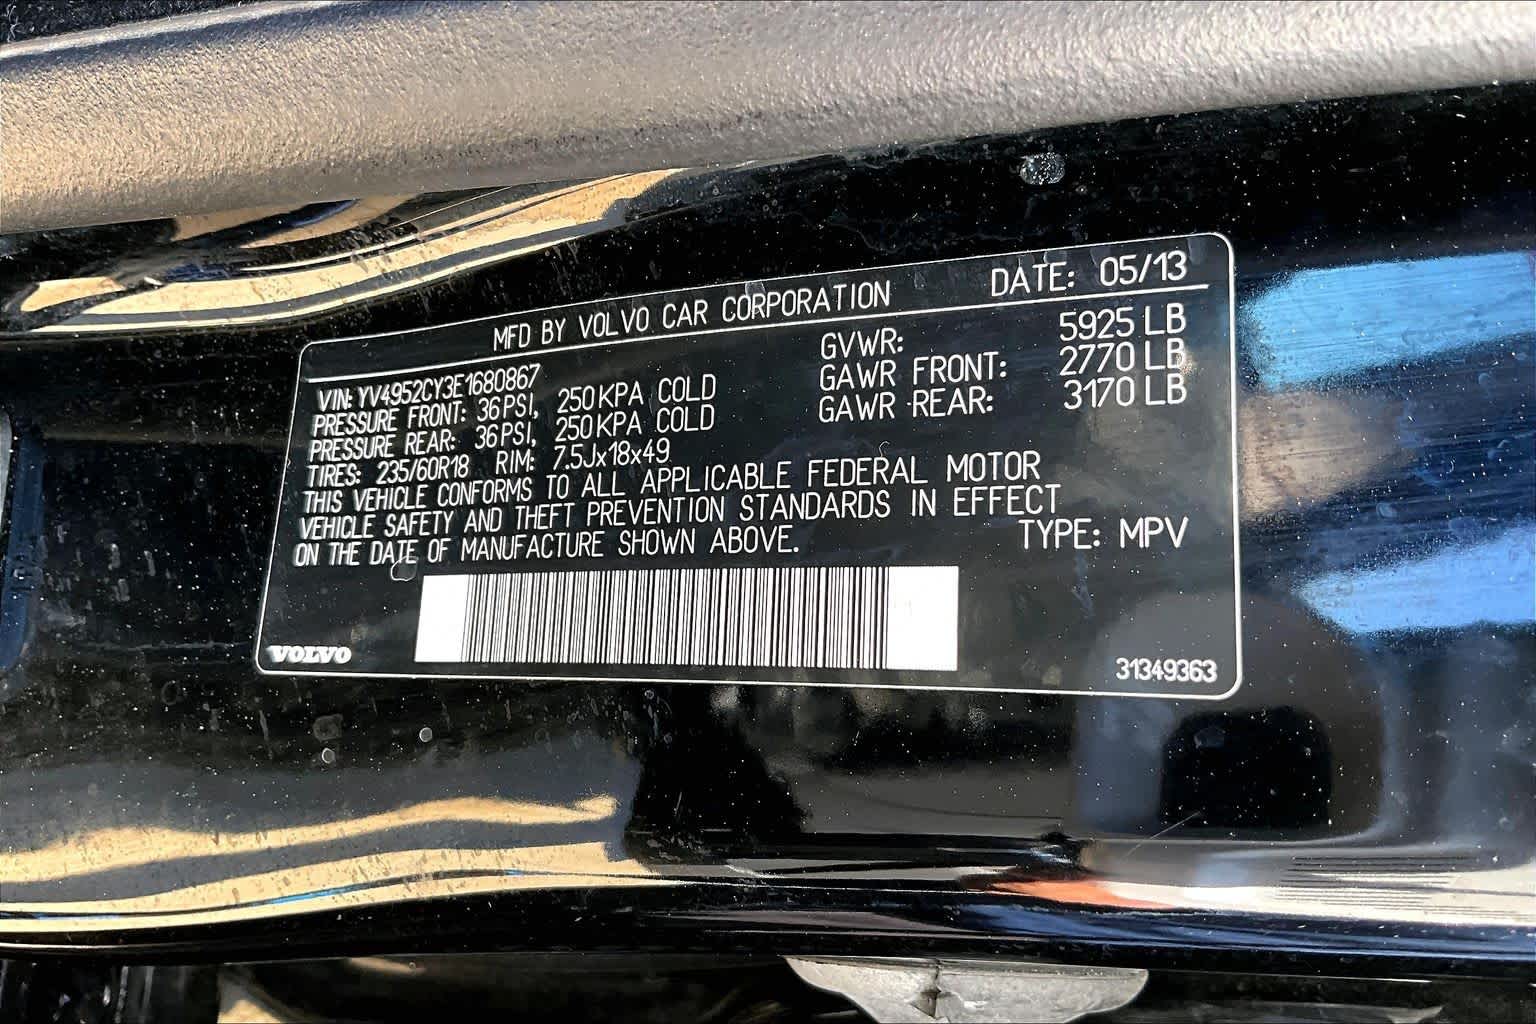 MFD BY VOLVO CAR CORPORATION DATE: 05/13
VIN: YV4952CY3E1680867 GVWR: 5925 LB
PRESSURE FRONT: 36 PSI, 250 KPA COLD GAWR FRONT: 2770 LB
PRESSURE REAR: 36 PSI, 250 KPA COLD GAWR REAR: 3170 LB
TIRES: 235/60R18 RIM: 7.5Jx18x49
THIS VEHICLE CONFORMS TO ALL APPLICABLE FEDERAL MOTOR
VEHICLE SAFETY AND THEFT PREVENTION STANDARDS IN EFFECT
ON THE DATE OF MANUFACTURE SHOWN ABOVE. TYPE: MPV
VOLVO 31349363